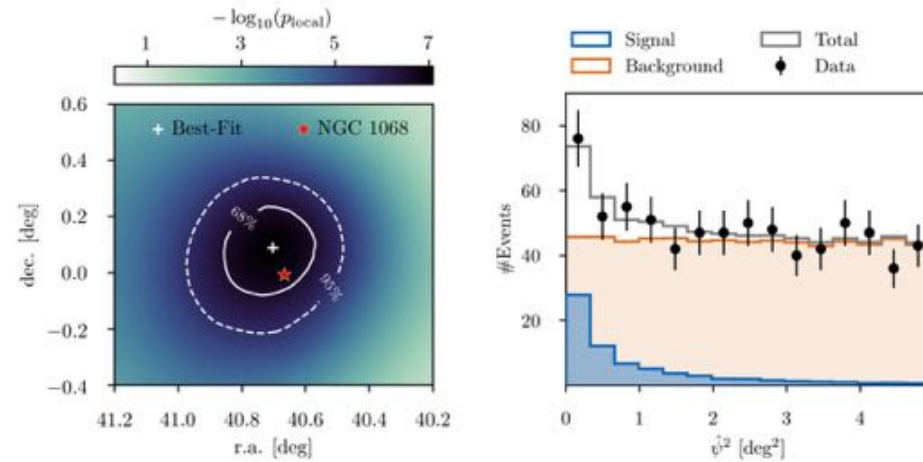 − log₁₀(p_local)
1 3 5 7
Best-Fit
NGC 1068
68%
95%
0.6
0.4
0.2
0.0
−0.2
−0.4
dec. [deg]
41.2 41.0 40.8 40.6 40.4 40.2
r.a. [deg]
Signal
Total
Background
Data
80
60
40
20
#Events
0 1 2 3 4
ψ̂² [deg²]